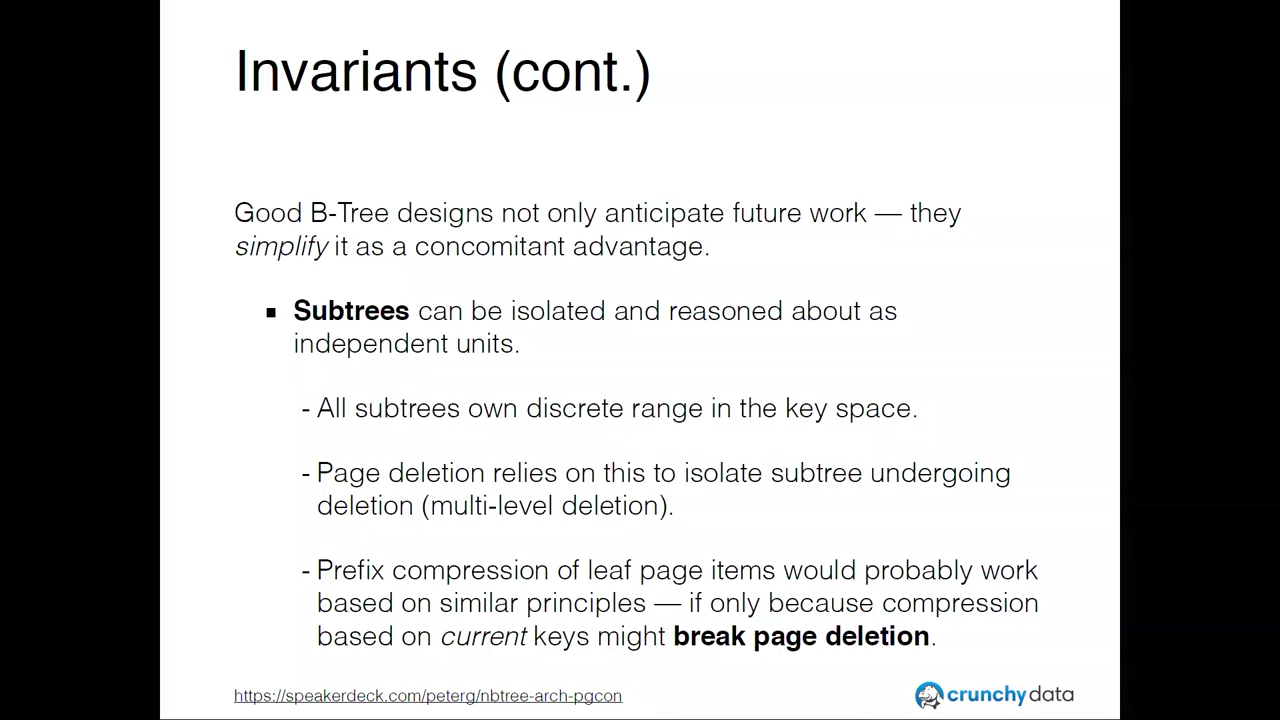 Invariants (cont.)
Good B-Tree designs not only anticipate future work — they
simplify it as a concomitant advantage.
▪ Subtrees can be isolated and reasoned about as
independent units.
- All subtrees own discrete range in the key space.
- Page deletion relies on this to isolate subtree undergoing
deletion (multi-level deletion).
- Prefix compression of leaf page items would probably work
based on similar principles — if only because compression
based on current keys might break page deletion.
https://speakerdeck.com/peterg/nbtree-arch-pgcon
crunchydata